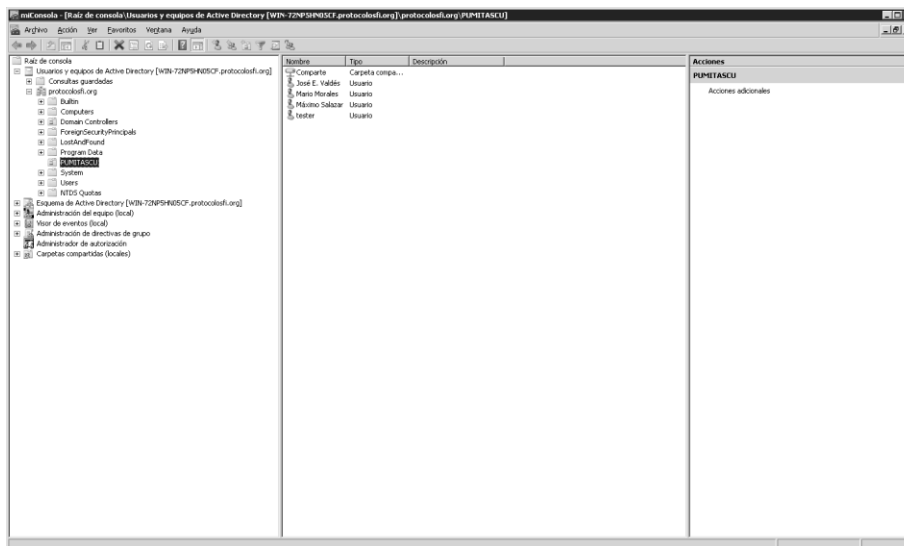 miConsola - [Raíz de consola\Usuarios y equipos de Active Directory [WIN-72NP5HN05CF.protocolosfi.org]\protocolosfi.org\PUMITASCU]
Archivo Acción Ver Favoritos Ventana Ayuda
Raíz de consola
Usuarios y equipos de Active Directory [WIN-72NP5HN05CF.protocolosfi.org]
Consultas guardadas
protocolosfi.org
Builtin
Computers
Domain Controllers
ForeignSecurityPrincipals
LostAndFound
Program Data
PUMITASCU
System
Users
NTDS Quotas
Esquema de Active Directory [WIN-72NP5HN05CF.protocolosfi.org]
Administración del equipo (local)
Visor de eventos (local)
Administración de directivas de grupo
Administrador de autorización
Carpetas compartidas (locales)
Nombre Tipo Descripción
Comparte Carpeta compa...
José E. Valdés Usuario
Mario Morales Usuario
Máximo Salazar Usuario
tester Usuario
Acciones
PUMITASCU
Acciones adicionales